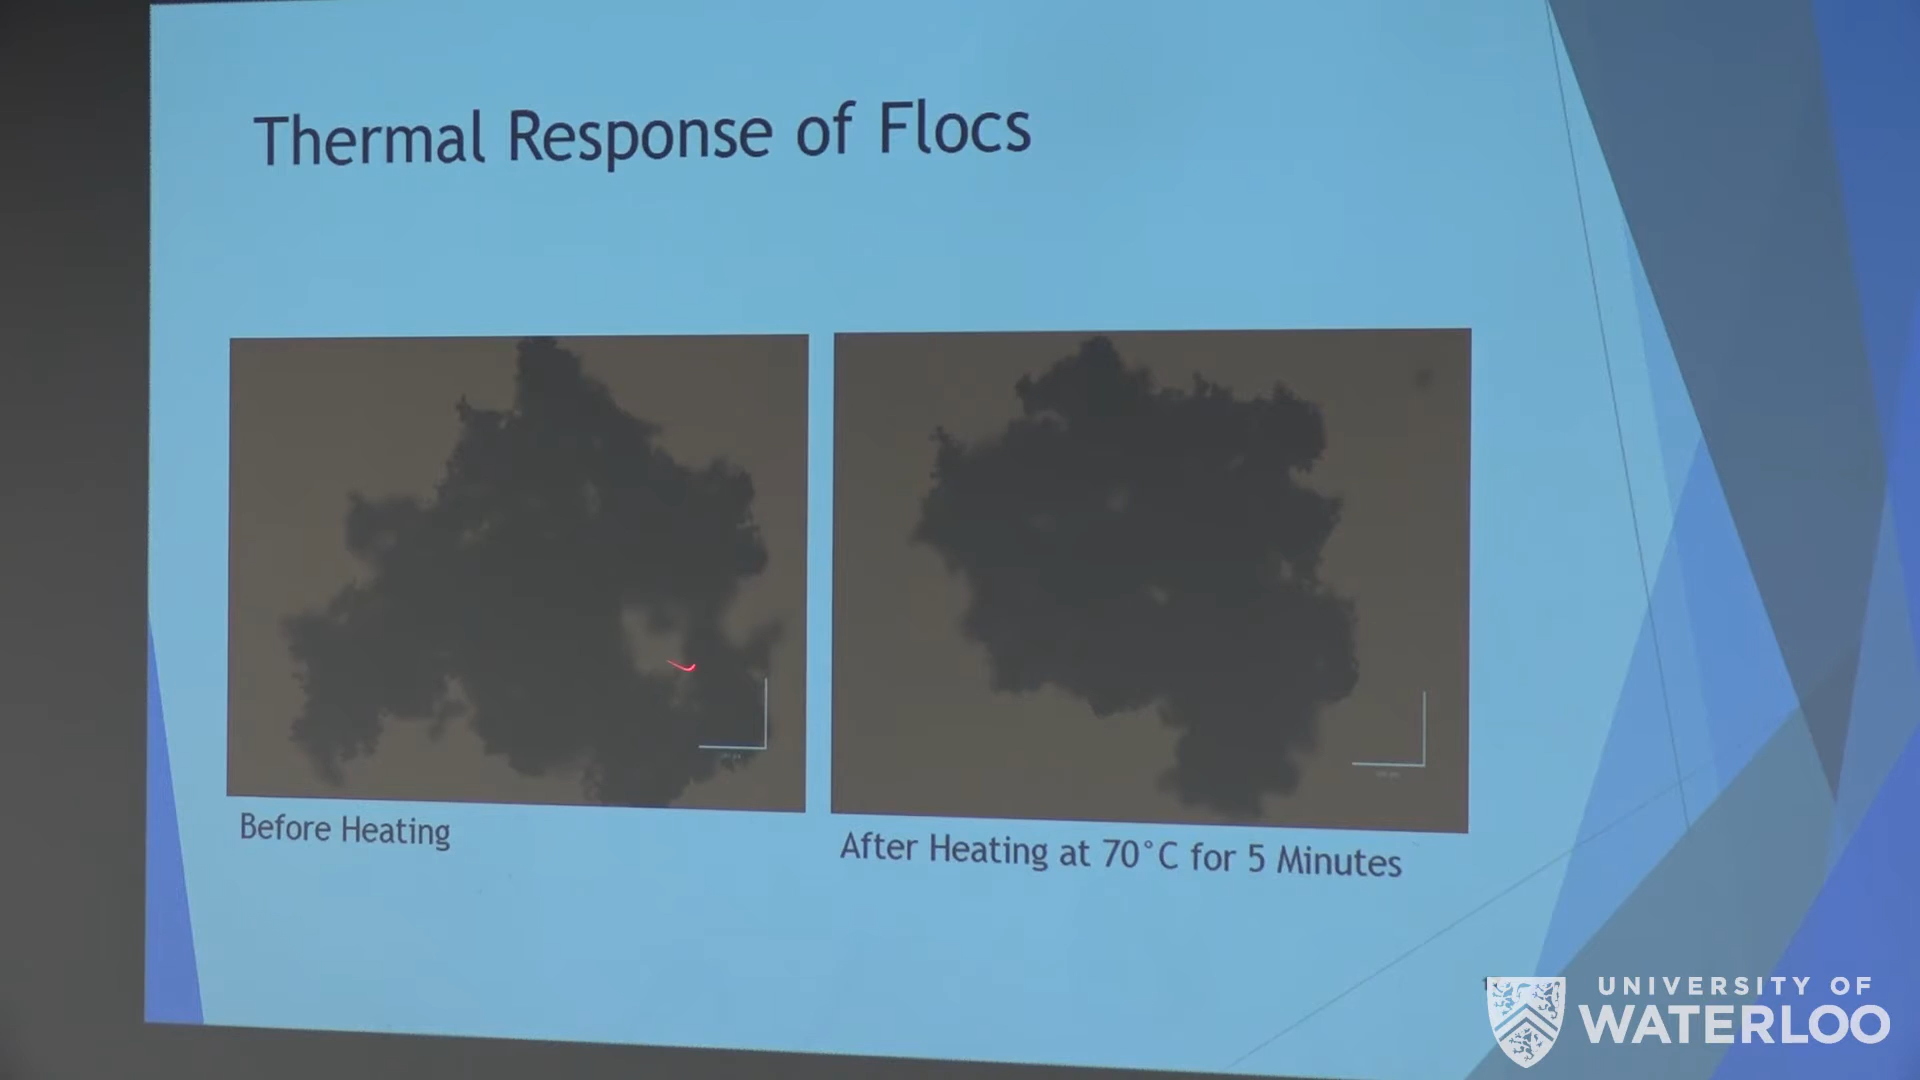 Thermal Response of Flocs
Before Heating
After Heating at 70°C for 5 Minutes
UNIVERSITY OF
WATERLOO